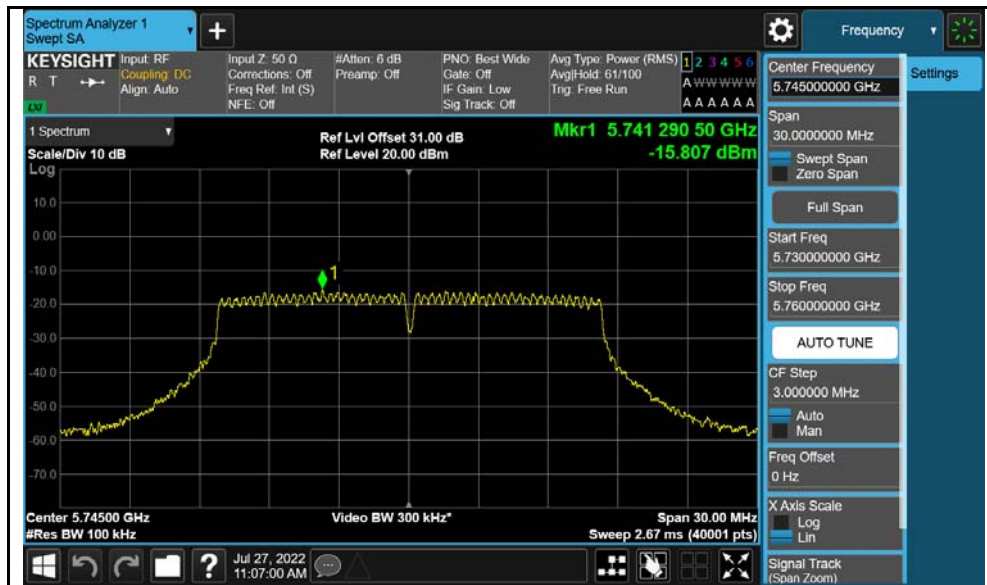 Spectrum Analyzer 1
Swept SA
+
Frequency
KEYSIGHT
R T
LXI
Input: RF
Coupling: DC
Align: Auto
Input Z: 50 Ω
Corrections: Off
Freq Ref: Int (S)
NFE: Off
#Atten: 6 dB
Preamp: Off
PNO: Best Wide
Gate: Off
IF Gain: Low
Sig Track: Off
Avg Type: Power (RMS)
Avg|Hold: 61/100
Trig: Free Run
1 2 3 4 5 6
A W W W W W
A A A A A A
1 Spectrum
Scale/Div 10 dB
Log
Ref Lvl Offset 31.00 dB
Ref Level 20.00 dBm
Mkr1 5.741 290 50 GHz
-15.807 dBm
10.0
0.00
-10.0
-20.0
-30.0
-40.0
-50.0
-60.0
-70.0
1
Center 5.74500 GHz
#Res BW 100 kHz
Video BW 300 kHz*
Span 30.00 MHz
Sweep 2.67 ms (40001 pts)
?
Jul 27, 2022
11:07:00 AM
Center Frequency
5.745000000 GHz
Span
30.0000000 MHz
Swept Span
Zero Span
Full Span
Start Freq
5.730000000 GHz
Stop Freq
5.760000000 GHz
AUTO TUNE
CF Step
3.000000 MHz
Auto
Man
Freq Offset
0 Hz
X Axis Scale
Log
Lin
Signal Track
(Span Zoom)
Settings